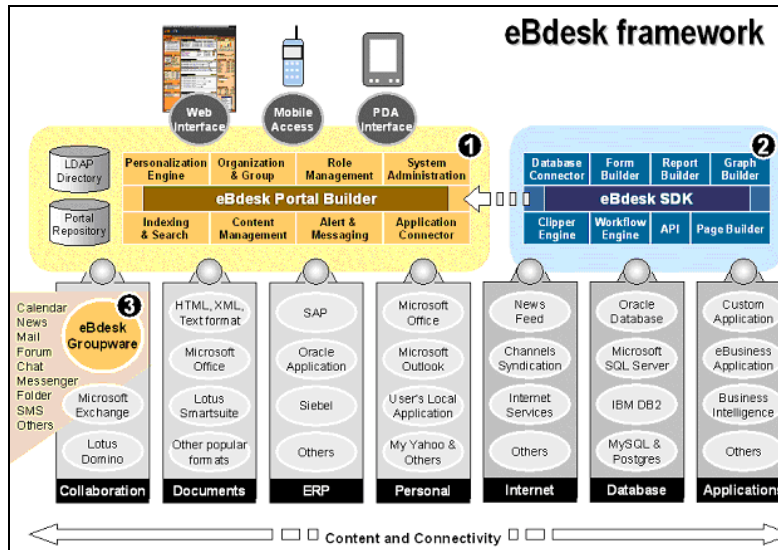 eBdesk framework
Web
Interface
Mobile
Access
PDA
Interface
1
LDAP
Directory
Portal
Repository
Personalization
Engine
Organization
& Group
Role
Management
System
Administration
eBdesk Portal Builder
Indexing
& Search
Content
Management
Alert &
Messaging
Application
Connector
2
Database
Connector
Form
Builder
Report
Builder
Graph
Builder
eBdesk SDK
Clipper
Engine
Workflow
Engine
API
Page Builder
3
Calendar
News
Mail
Forum
Chat
Messenger
Folder
SMS
Others
eBdesk
Groupware
Microsoft
Exchange
Lotus
Domino
Collaboration
HTML, XML,
Text format
Microsoft
Office
Lotus
Smartsuite
Other popular
formats
Documents
SAP
Oracle
Application
Siebel
Others
ERP
Microsoft
Office
Microsoft
Outlook
User's Local
Application
My Yahoo &
Others
Personal
News
Feed
Channels
Syndication
Internet
Services
Others
Internet
Oracle
Database
Microsoft
SQL Server
IBM DB2
MySQL &
Postgres
Database
Custom
Application
eBusiness
Application
Business
Intelligence
Others
Applications
Content and Connectivity